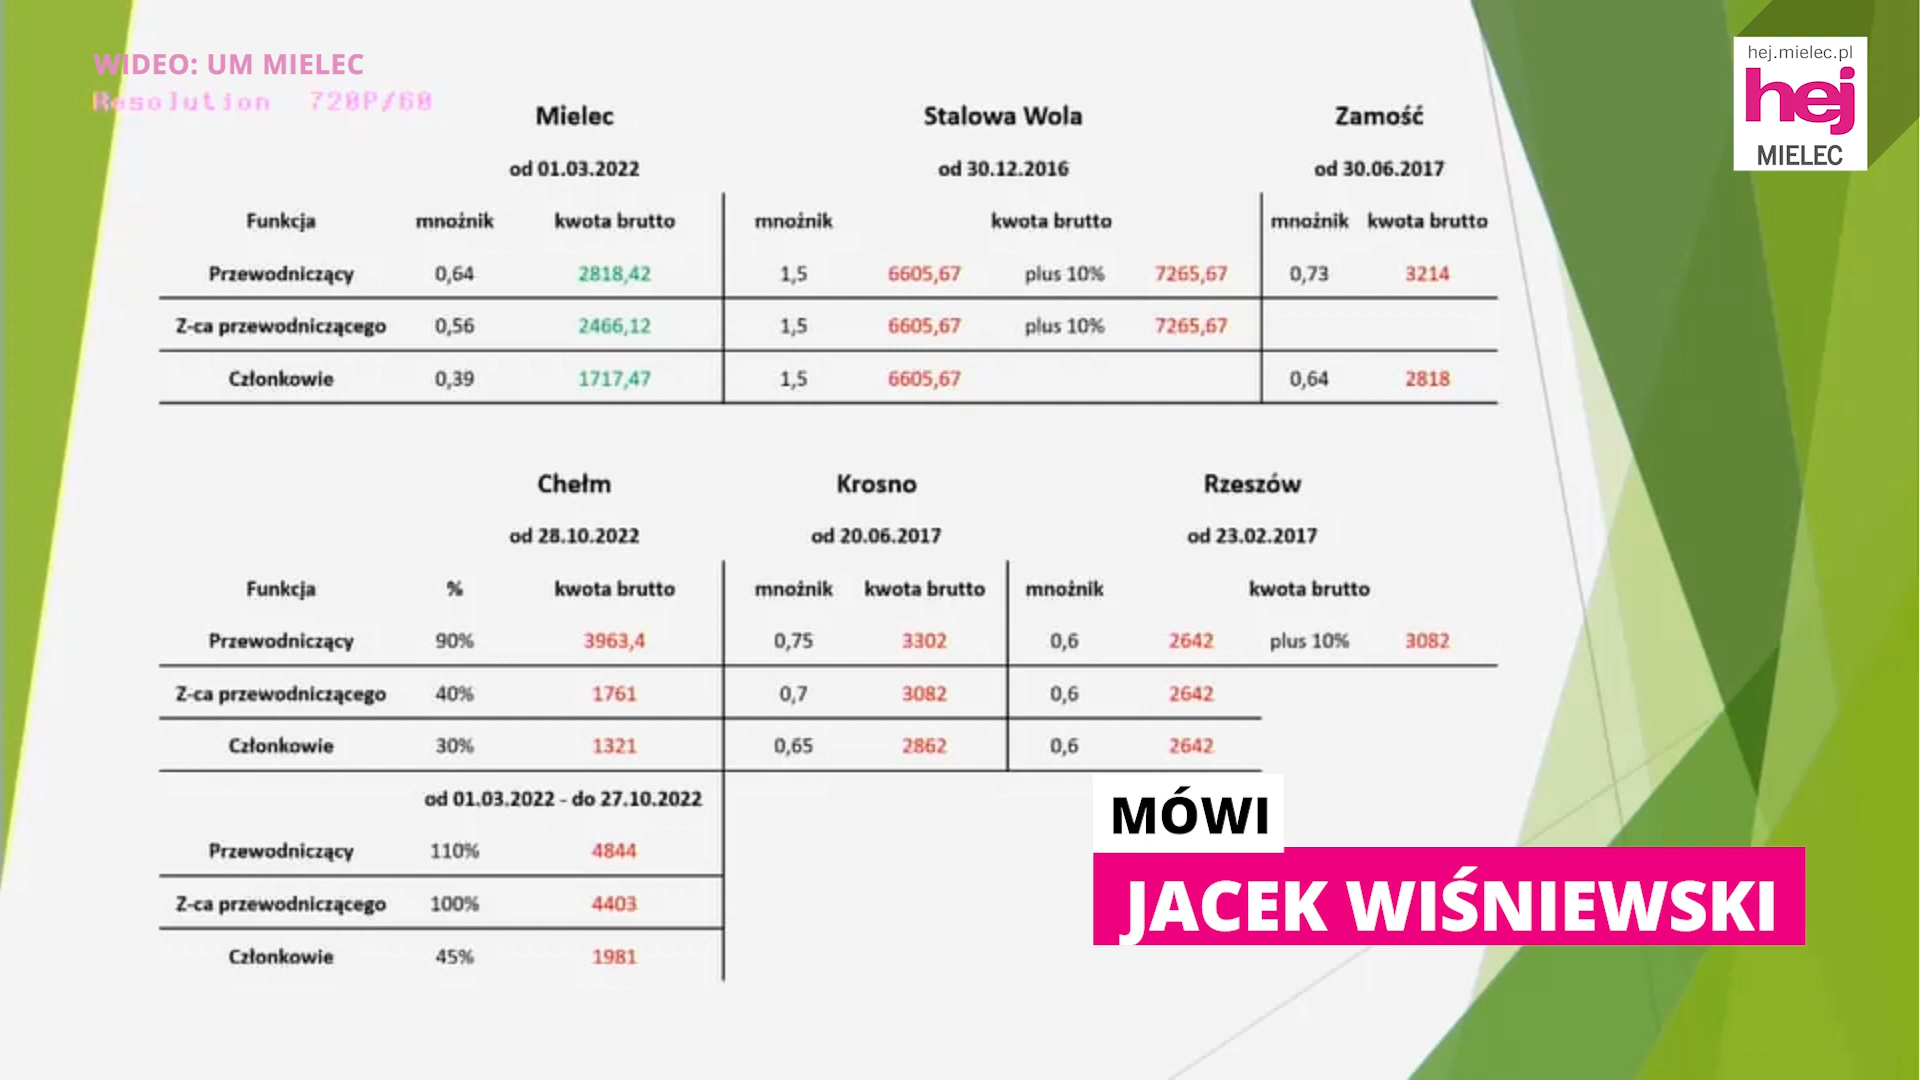 WIDEO: UM MIELEC
Resolution 720P/60
hej.mielec.pl
hej
MIELEC
Mielec Stalowa Wola Zamość
od 01.03.2022 od 30.12.2016 od 30.06.2017
Funkcja mnożnik kwota brutto mnożnik kwota brutto mnożnik kwota brutto
Przewodniczący 0,64 2818,42 1,5 6605,67 plus 10% 7265,67 0,73 3214
Z-ca przewodniczącego 0,56 2466,12 1,5 6605,67 plus 10% 7265,67
Członkowie 0,39 1717,47 1,5 6605,67 0,64 2818
Chełm Krosno Rzeszów
od 28.10.2022 od 20.06.2017 od 23.02.2017
Funkcja % kwota brutto mnożnik kwota brutto mnożnik kwota brutto
Przewodniczący 90% 3963,4 0,75 3302 0,6 2642 plus 10% 3082
Z-ca przewodniczącego 40% 1761 0,7 3082 0,6 2642
Członkowie 30% 1321 0,65 2862 0,6 2642
od 01.03.2022 - do 27.10.2022
Przewodniczący 110% 4844
Z-ca przewodniczącego 100% 4403
Członkowie 45% 1981
MÓWI
JACEK WIŚNIEWSKI